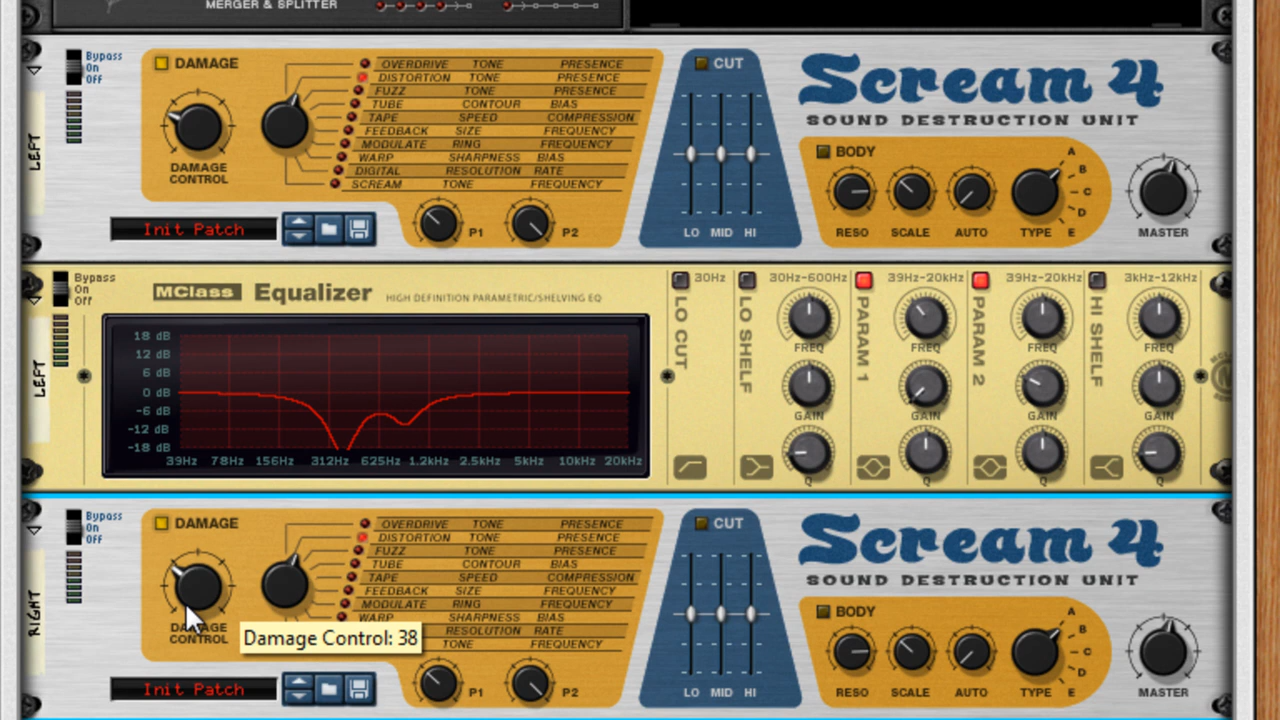 MERGER & SPLITTER
Bypass
On
Off
LEFT
DAMAGE
DAMAGE
CONTROL
OVERDRIVE TONE PRESENCE
DISTORTION TONE PRESENCE
FUZZ TONE PRESENCE
TUBE CONTOUR BIAS
TAPE SPEED COMPRESSION
FEEDBACK SIZE FREQUENCY
MODULATE RING FREQUENCY
WARP SHARPNESS BIAS
DIGITAL RESOLUTION RATE
SCREAM TONE FREQUENCY
P1 P2
Init Patch
CUT
LO MID HI
Scream 4
SOUND DESTRUCTION UNIT
BODY
A
B
C
D
E
RESO SCALE AUTO TYPE
MASTER
Bypass
On
Off
LEFT
MClass Equalizer HIGH DEFINITION PARAMETRIC/SHELVING EQ
18 dB
12 dB
6 dB
0 dB
-6 dB
-12 dB
-18 dB
39Hz 78Hz 156Hz 312Hz 625Hz 1.2kHz 2.5kHz 5kHz 10kHz 20kHz
30Hz 30Hz-600Hz 39Hz-20kHz 39Hz-20kHz 3kHz-12kHz
LO CUT
LO SHELF
PARAM 1
PARAM 2
HI SHELF
FREQ FREQ FREQ FREQ
GAIN GAIN GAIN GAIN
Q Q Q Q
Bypass
On
Off
RIGHT
DAMAGE
CONTROL
Damage Control: 38
OVERDRIVE TONE PRESENCE
DISTORTION TONE PRESENCE
FUZZ TONE PRESENCE
TUBE CONTOUR BIAS
TAPE SPEED COMPRESSION
FEEDBACK SIZE FREQUENCY
MODULATE RING FREQUENCY
WARP SHARPNESS BIAS
RESOLUTION RATE
TONE FREQUENCY
P1 P2
Init Patch
CUT
LO MID HI
Scream 4
SOUND DESTRUCTION UNIT
BODY
A
B
C
D
E
RESO SCALE AUTO TYPE
MASTER